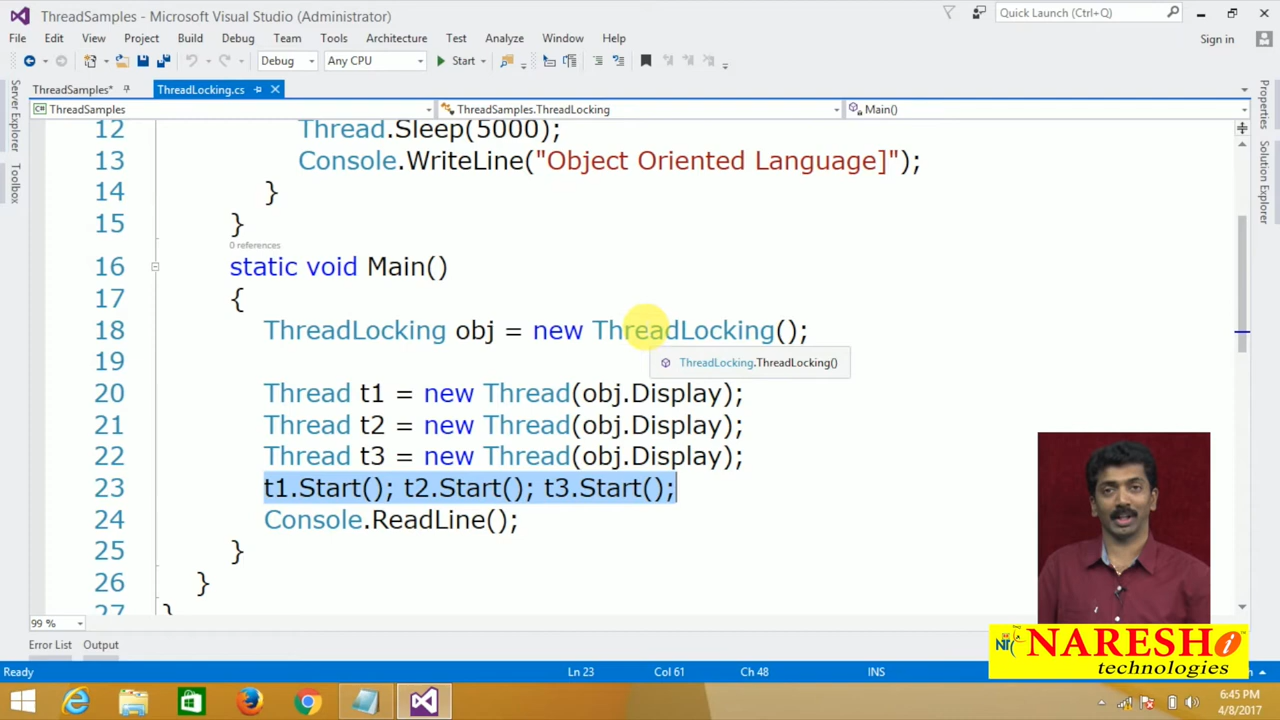 ThreadSamples - Microsoft Visual Studio (Administrator)
Quick Launch (Ctrl+Q)
File Edit View Project Build Debug Team Tools Architecture Test Analyze Window Help
Sign in
Debug Any CPU Start
ThreadSamples* ThreadLocking.cs
ThreadSamples ThreadSamples.ThreadLocking Main()
Server Explorer
Toolbox
Properties
Solution Explorer
12 Thread.Sleep(5000);
13 Console.WriteLine("Object Oriented Language]");
14 }
15 }
0 references
16 static void Main()
17 {
18 ThreadLocking obj = new ThreadLocking();
ThreadLocking.ThreadLocking()
19
20 Thread t1 = new Thread(obj.Display);
21 Thread t2 = new Thread(obj.Display);
22 Thread t3 = new Thread(obj.Display);
23 t1.Start(); t2.Start(); t3.Start();
24 Console.ReadLine();
25 }
26 }
27 }
99 %
Error List Output
NARESH i
technologies
Ready Ln 23 Col 61 Ch 48 INS
6:45 PM
4/8/2017